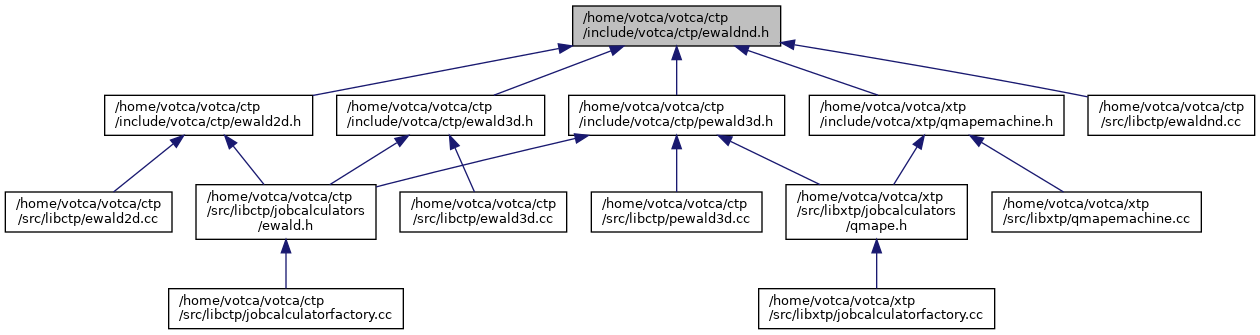 /home/votca/votca/ctp
/include/votca/ctp/ewaldnd.h
/home/votca/votca/ctp
/include/votca/ctp/ewald2d.h
/home/votca/votca/ctp
/include/votca/ctp/ewald3d.h
/home/votca/votca/ctp
/include/votca/ctp/pewald3d.h
/home/votca/votca/xtp
/include/votca/xtp/qmapemachine.h
/home/votca/votca/ctp
/src/libctp/ewaldnd.cc
/home/votca/votca/ctp
/src/libctp/ewald2d.cc
/home/votca/votca/ctp
/src/libctp/jobcalculators
/ewald.h
/home/votca/votca/ctp
/src/libctp/ewald3d.cc
/home/votca/votca/ctp
/src/libctp/pewald3d.cc
/home/votca/votca/xtp
/src/libxtp/jobcalculators
/qmape.h
/home/votca/votca/xtp
/src/libxtp/qmapemachine.cc
/home/votca/votca/ctp
/src/libctp/jobcalculatorfactory.cc
/home/votca/votca/xtp
/src/libxtp/jobcalculatorfactory.cc